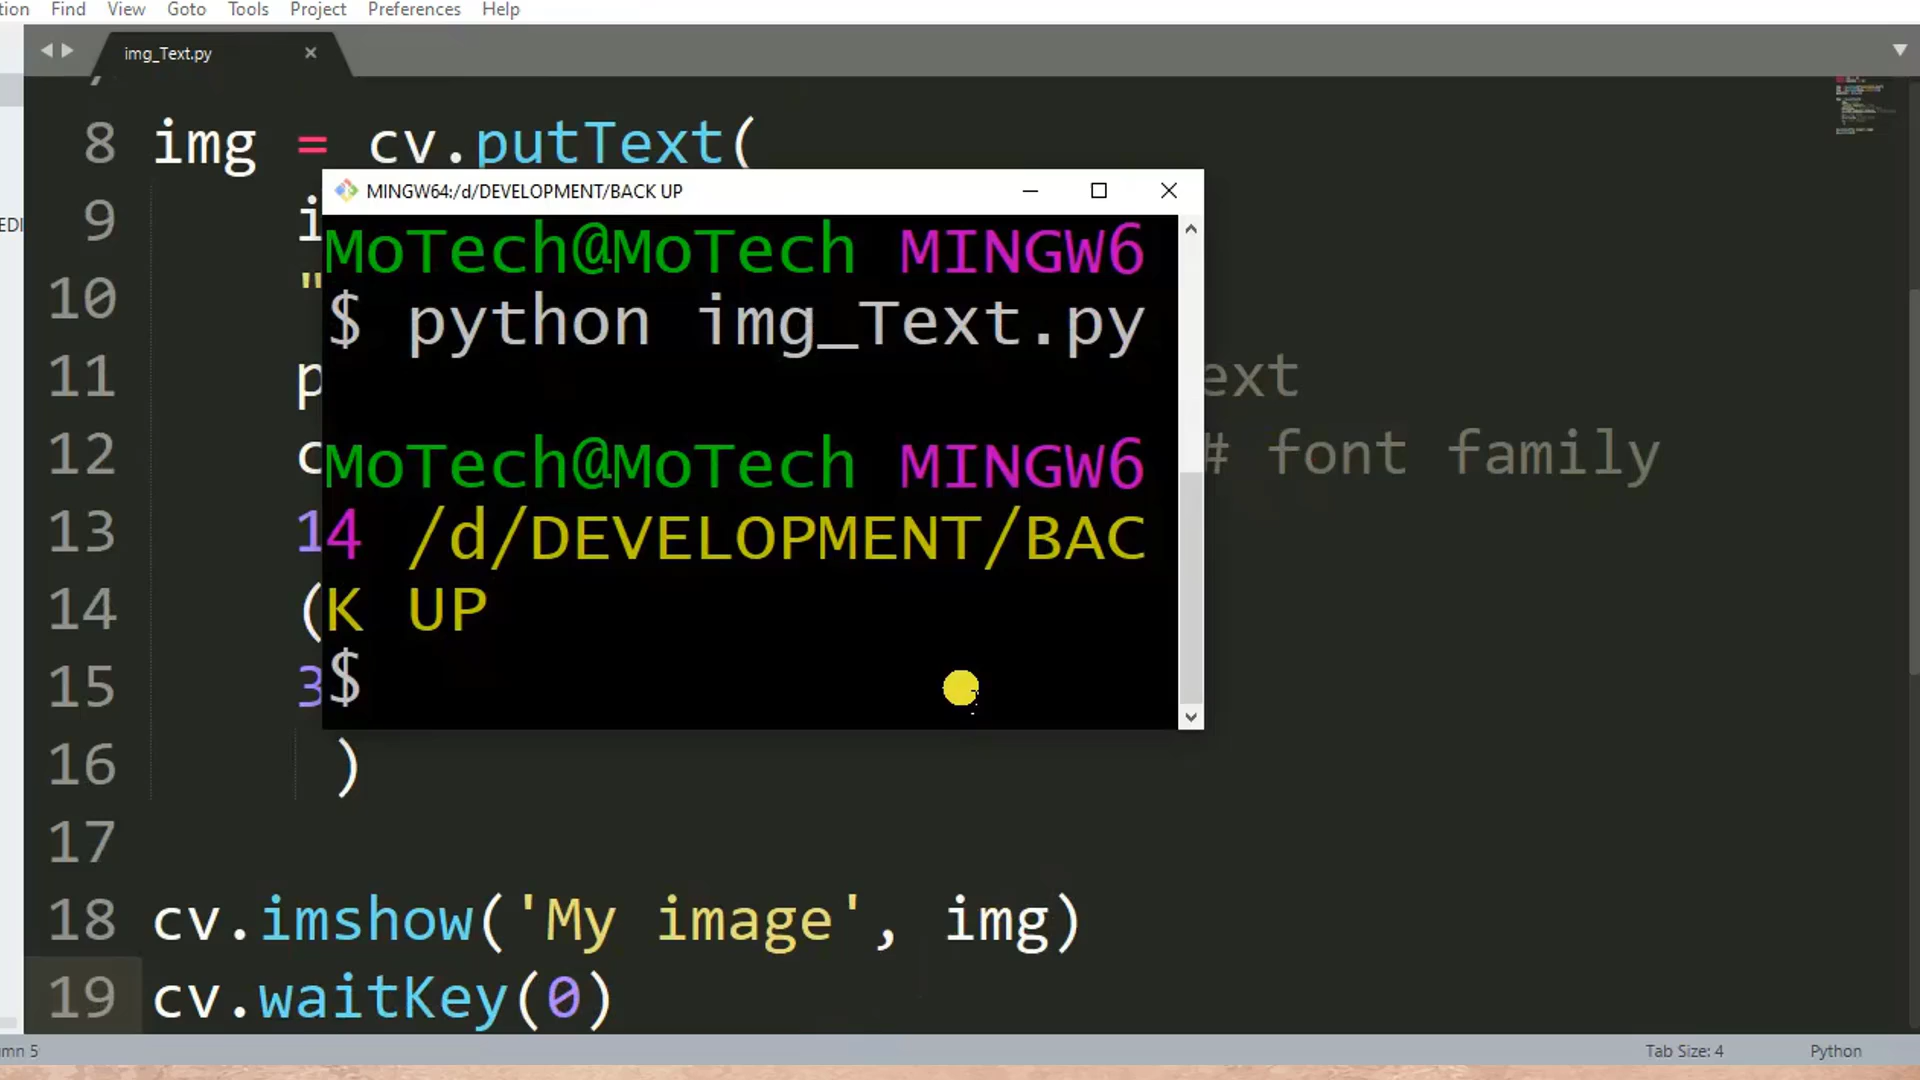 tion Find View Goto Tools Project Preferences Help
img_Text.py
8 img = cv.putText(
MINGW64:/d/DEVELOPMENT/BACK UP
9 i
MoTech@MoTech MINGW6
10 "
$ python img_Text.py
11 p ext
12 c # font family
MoTech@MoTech MINGW6
13 1
4 /d/DEVELOPMENT/BAC
14 (
K UP
15 3
$
16 )
17
18 cv.imshow('My image', img)
19 cv.waitKey(0)
EDI
mn 5 Tab Size: 4 Python